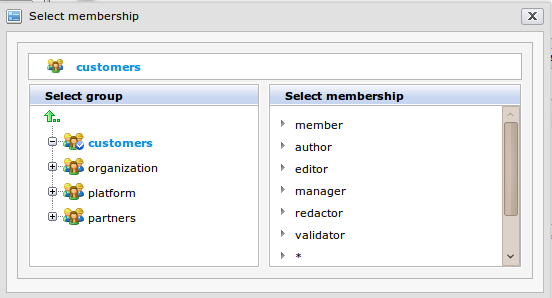 Select membership
customers
Select group
customers
organization
platform
partners
Select membership
member
author
editor
manager
redactor
validator
*